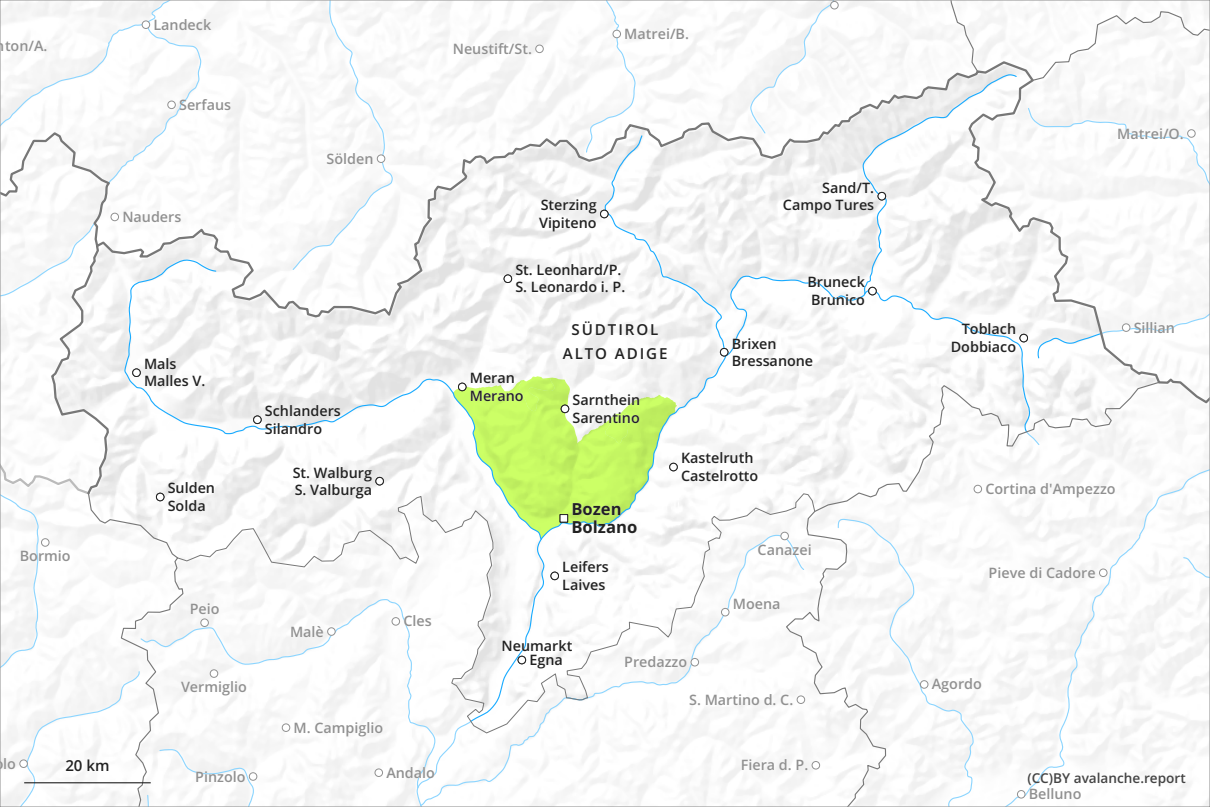 Landeck
nton/A.
Neustift/St.
Matrei/B.
Serfaus
Matrei/O.
Sölden
Sand/T.
Campo Tures
Sterzing
Vipiteno
Nauders
St. Leonhard/P.
S. Leonardo i. P.
Bruneck
Brunico
SÜDTIROL
ALTO ADIGE
Toblach
Dobbiaco
Sillian
Brixen
Bressanone
Mals
Malles V.
Meran
Merano
Sarnthein
Sarentino
Schlanders
Silandro
Kastelruth
Castelrotto
St. Walburg
S. Valburga
Sulden
Solda
Cortina d'Ampezzo
Bozen
Bolzano
Bormio
Canazei
Leifers
Laives
Pieve di Cadore
Peio
Moena
Malè
Cles
Neumarkt
Egna
Predazzo
Vermiglio
Agordo
S. Martino d. C.
M. Campiglio
olo
20 km
Pinzolo
Andalo
Fiera d. P.
(CC)BY avalanche.report
Belluno